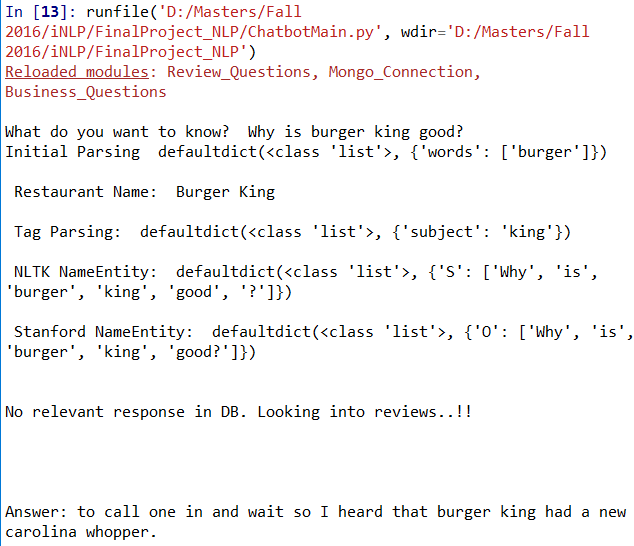 In [13]: runfile('D:/Masters/Fall
2016/iNLP/FinalProject_NLP/ChatbotMain.py', wdir='D:/Masters/Fall
2016/iNLP/FinalProject_NLP')
Reloaded modules: Review_Questions, Mongo_Connection,
Business_Questions
What do you want to know?  Why is burger king good?
Initial Parsing  defaultdict(<class 'list'>, {'words': ['burger']})
Restaurant Name:  Burger King
Tag Parsing:  defaultdict(<class 'list'>, {'subject': 'king'})
NLTK NameEntity:  defaultdict(<class 'list'>, {'S': ['Why', 'is',
'burger', 'king', 'good', '?']})
Stanford NameEntity:  defaultdict(<class 'list'>, {'O': ['Why', 'is',
'burger', 'king', 'good?']})
No relevant response in DB. Looking into reviews..!!
Answer: to call one in and wait so I heard that burger king had a new
carolina whopper.